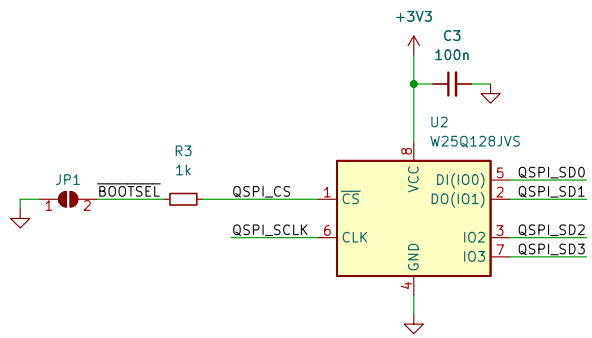 +3V3
C3
100n
U2
W25Q128JVS
8
VCC
R3
1k
JP1
1
2
BOOTSEL
QSPI_CS
1
CS
QSPI_SCLK
6
CLK
DI(IO0)
5
QSPI_SD0
DO(IO1)
2
QSPI_SD1
IO2
3
QSPI_SD2
IO3
7
QSPI_SD3
GND
4